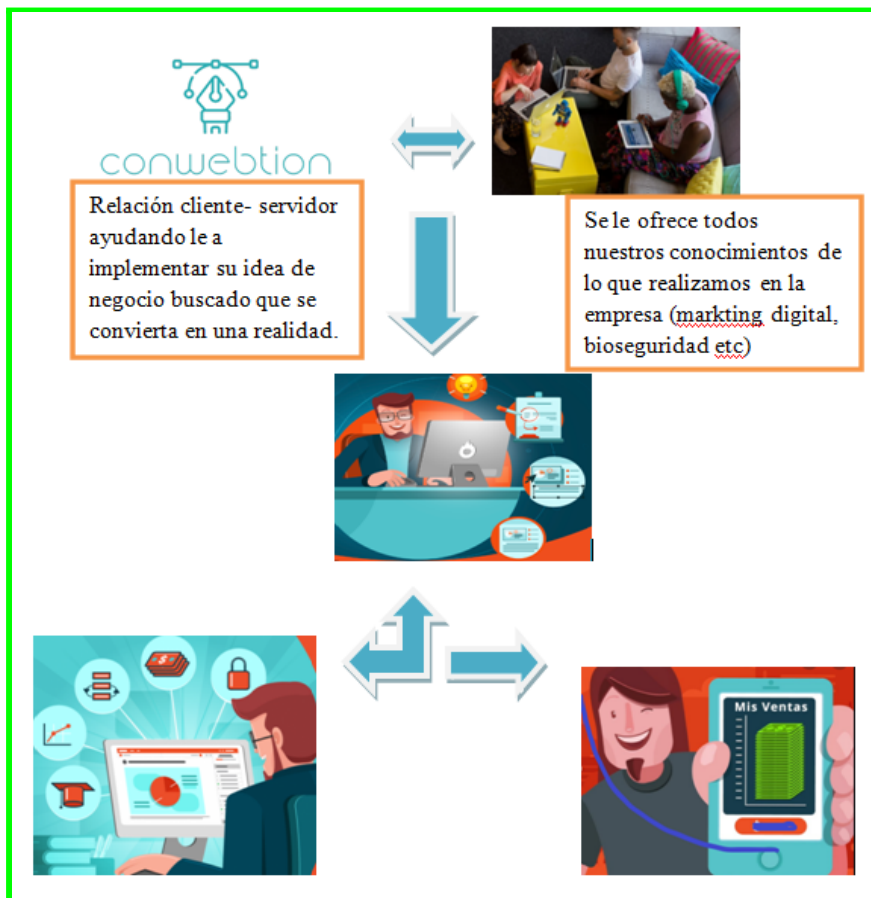 conwebtion
Relación cliente- servidor
ayudando le a
implementar su idea de
negocio buscado que se
convierta en una realidad.
Se le ofrece todos
nuestros conocimientos de
lo que realizamos en la
empresa (markting digital,
bioseguridad etc)
Mis Ventas